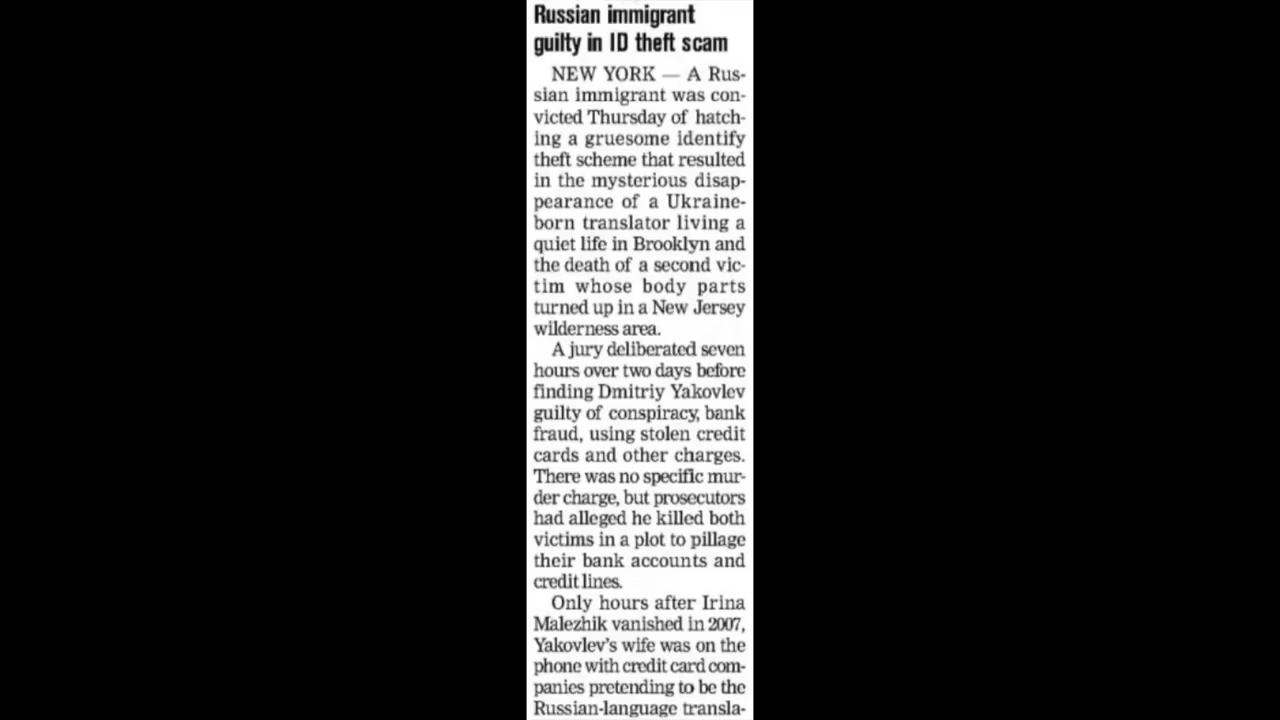 Russian immigrant
guilty in ID theft scam
NEW YORK — A Rus-
sian immigrant was con-
victed Thursday of hatch-
ing a gruesome identify
theft scheme that resulted
in the mysterious disap-
pearance of a Ukraine-
born translator living a
quiet life in Brooklyn and
the death of a second vic-
tim whose body parts
turned up in a New Jersey
wilderness area.
A jury deliberated seven
hours over two days before
finding Dmitriy Yakovlev
guilty of conspiracy, bank
fraud, using stolen credit
cards and other charges.
There was no specific mur-
der charge, but prosecutors
had alleged he killed both
victims in a plot to pillage
their bank accounts and
credit lines.
Only hours after Irina
Malezhik vanished in 2007,
Yakovlev's wife was on the
phone with credit card com-
panies pretending to be the
Russian-language transla-